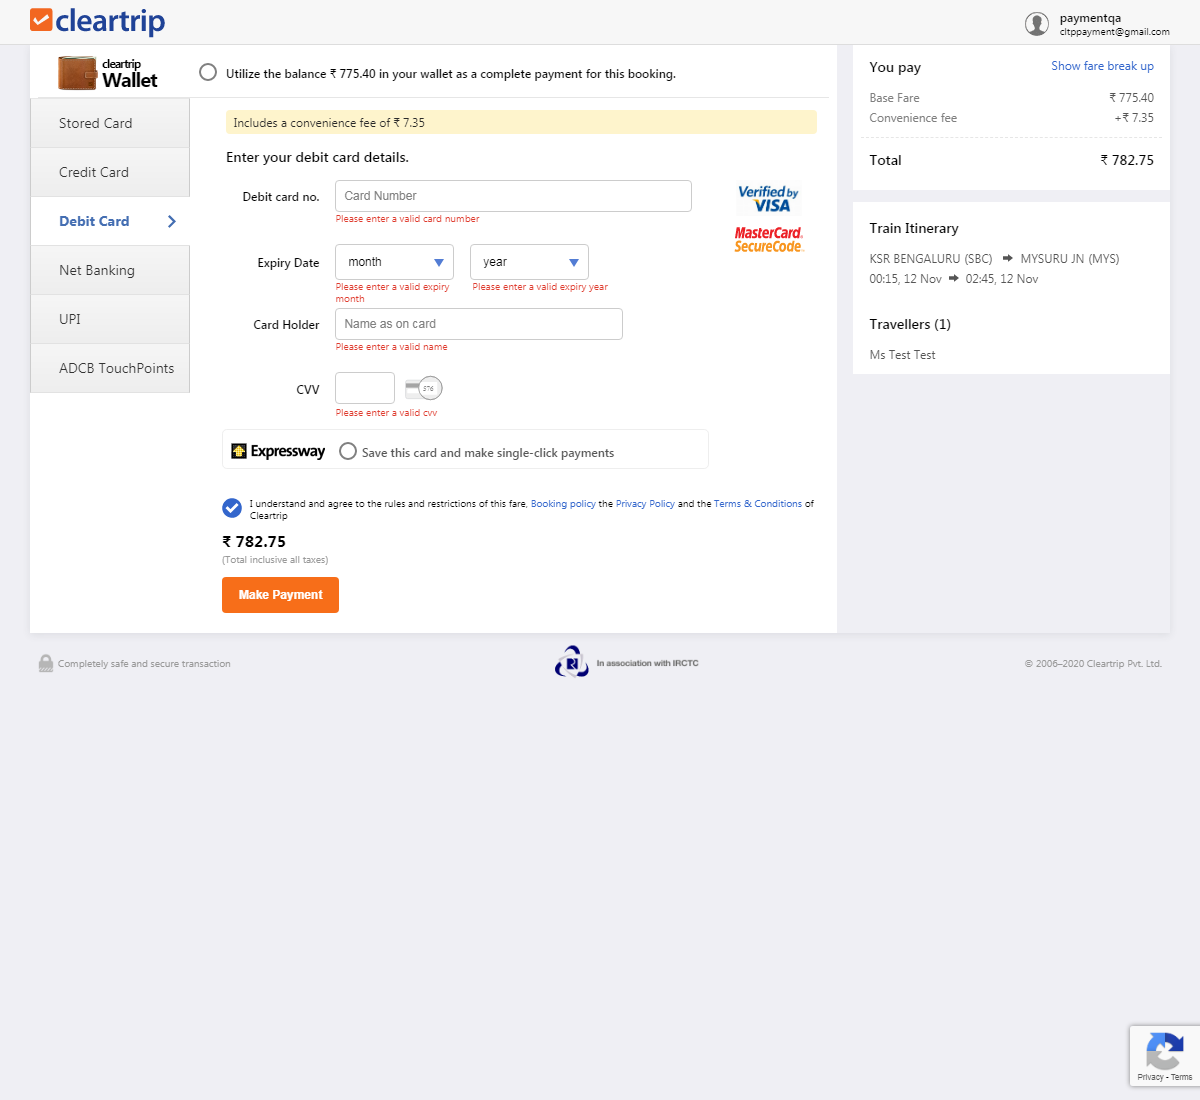 cleartrip
paymentqa
cltppayment@gmail.com
cleartrip
Wallet
Utilize the balance ₹ 775.40 in your wallet as a complete payment for this booking.
Stored Card
Credit Card
Debit Card
Net Banking
UPI
ADCB TouchPoints
Includes a convenience fee of ₹ 7.35
Enter your debit card details.
Debit card no.
Card Number
Please enter a valid card number
Verified by
VISA
MasterCard.
SecureCode.
Expiry Date
month
year
Please enter a valid expiry month
Please enter a valid expiry year
Card Holder
Name as on card
Please enter a valid name
CVV
376
Please enter a valid cvv
Expressway
Save this card and make single-click payments
I understand and agree to the rules and restrictions of this fare, Booking policy the Privacy Policy and the Terms & Conditions of
Cleartrip
₹ 782.75
(Total inclusive all taxes)
Make Payment
You pay
Show fare break up
Base Fare
₹ 775.40
Convenience fee
+₹ 7.35
Total
₹ 782.75
Train Itinerary
KSR BENGALURU (SBC) ➡ MYSURU JN (MYS)
00:15, 12 Nov ➡ 02:45, 12 Nov
Travellers (1)
Ms Test Test
Completely safe and secure transaction
In association with IRCTC
© 2006–2020 Cleartrip Pvt. Ltd.
Privacy - Terms